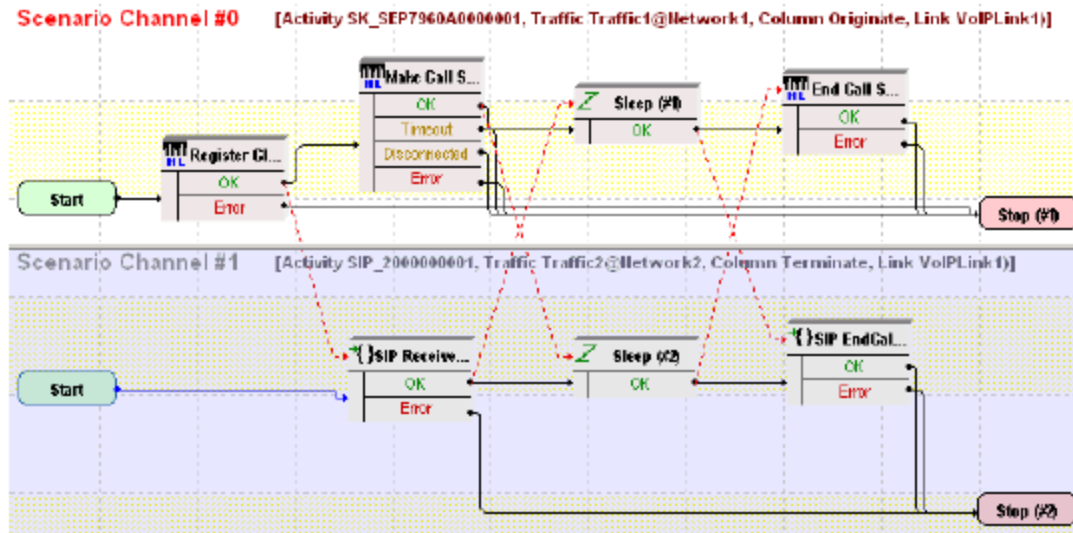 Scenario Channel #0 [Activity SK_SEP7960A0000001, Traffic Traffic1@Network1, Column Originate, Link VoIPLink1)]
Make Call S...
OK
Timeout
Disconnected
Error
Sleep (#1)
OK
End Call S...
OK
Error
Register Cl...
OK
Error
Start
Stop (#1)
Scenario Channel #1 [Activity SIP_2000000001, Traffic Traffic2@Network2, Column Terminate, Link VoIPLink1)]
{}SIP Receive...
OK
Error
Sleep (#2)
OK
{}SIP EndCal...
OK
Error
Start
Stop (#2)